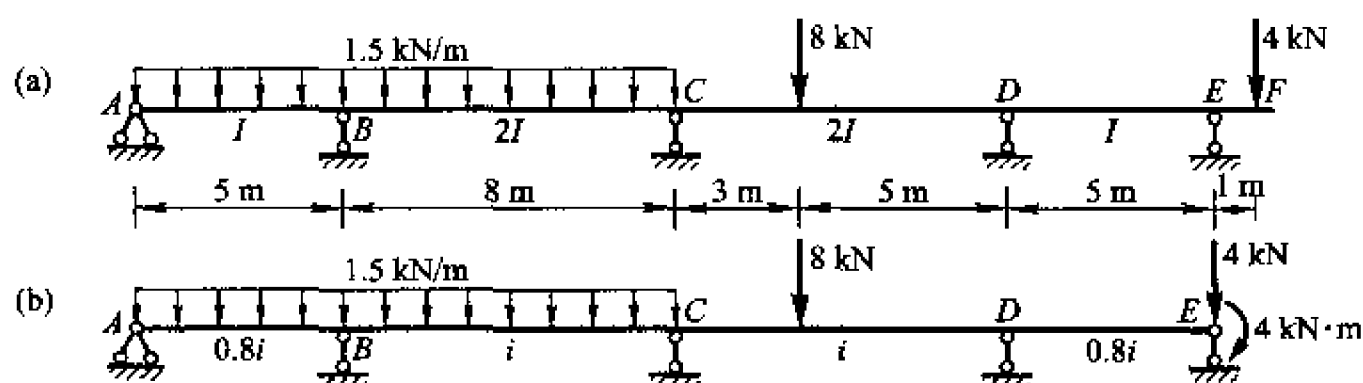 (a)
1.5 kN/m
8 kN
4 kN
A
I
B
2I
C
2I
D
I
E
F
5 m
8 m
3 m
5 m
5 m
1 m
(b)
1.5 kN/m
8 kN
4 kN
A
0.8i
B
i
C
i
D
0.8i
E
4 kN·m